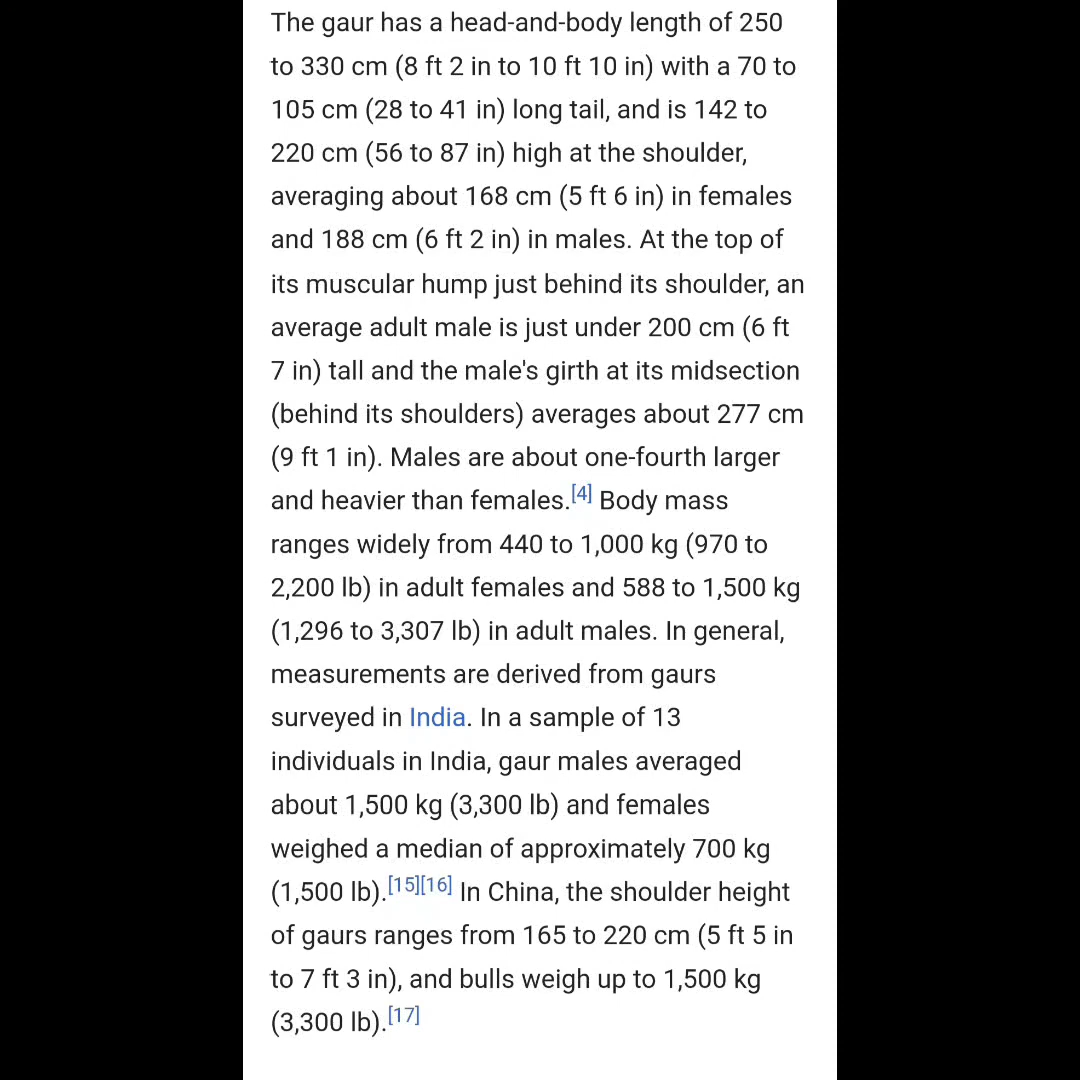 The gaur has a head-and-body length of 250
to 330 cm (8 ft 2 in to 10 ft 10 in) with a 70 to
105 cm (28 to 41 in) long tail, and is 142 to
220 cm (56 to 87 in) high at the shoulder,
averaging about 168 cm (5 ft 6 in) in females
and 188 cm (6 ft 2 in) in males. At the top of
its muscular hump just behind its shoulder, an
average adult male is just under 200 cm (6 ft
7 in) tall and the male's girth at its midsection
(behind its shoulders) averages about 277 cm
(9 ft 1 in). Males are about one-fourth larger
and heavier than females.[4] Body mass
ranges widely from 440 to 1,000 kg (970 to
2,200 lb) in adult females and 588 to 1,500 kg
(1,296 to 3,307 lb) in adult males. In general,
measurements are derived from gaurs
surveyed in India. In a sample of 13
individuals in India, gaur males averaged
about 1,500 kg (3,300 lb) and females
weighed a median of approximately 700 kg
(1,500 lb).[15][16] In China, the shoulder height
of gaurs ranges from 165 to 220 cm (5 ft 5 in
to 7 ft 3 in), and bulls weigh up to 1,500 kg
(3,300 lb).[17]